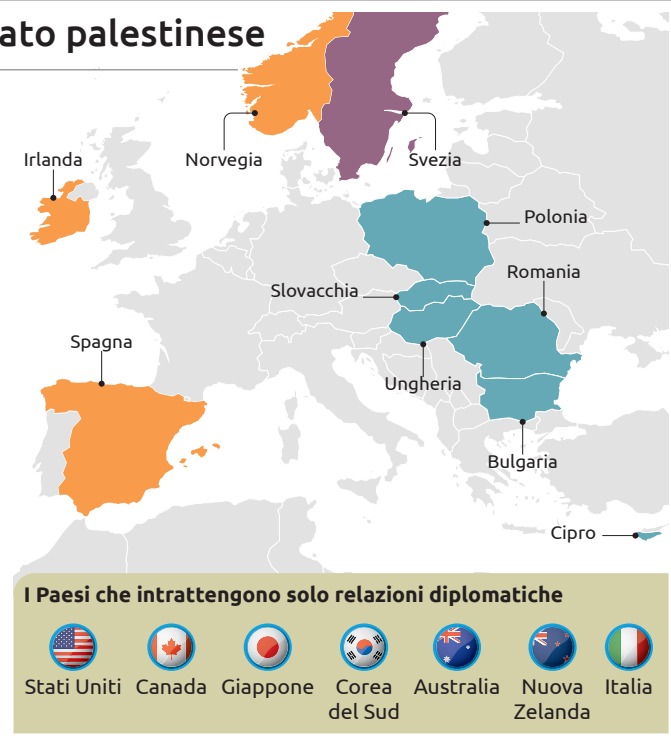 ato palestinese
Irlanda
Norvegia
Svezia
Polonia
Romania
Slovacchia
Spagna
Ungheria
Bulgaria
Cipro
I Paesi che intrattengono solo relazioni diplomatiche
Stati Uniti
Canada
Giappone
Corea
del Sud
Australia
Nuova
Zelanda
Italia